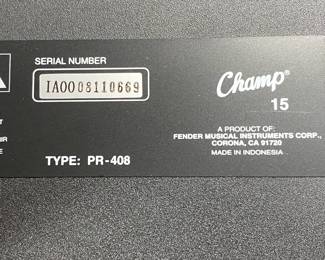 SERIAL NUMBER
IA0008110669
Champ®
15
T
IR
E
A PRODUCT OF:
FENDER MUSICAL INSTRUMENTS CORP.,
CORONA, CA 91720
MADE IN INDONESIA
TYPE: PR-408